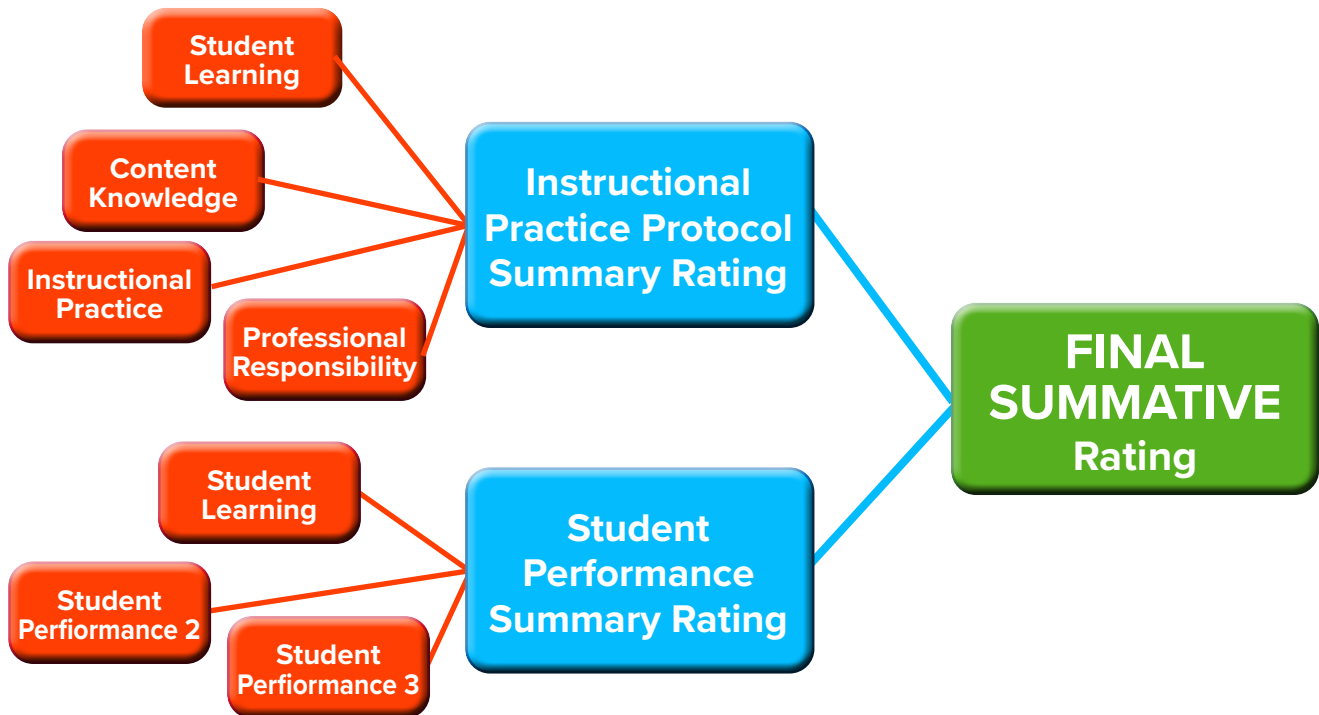 Student
Learning
Content
Knowledge
Instructional
Practice
Professional
Responsibility
Instructional
Practice Protocol
Summary Rating
Student
Learning
Student
Perfiormance 2
Student
Perfiormance 3
Student
Performance
Summary Rating
FINAL
SUMMATIVE
Rating